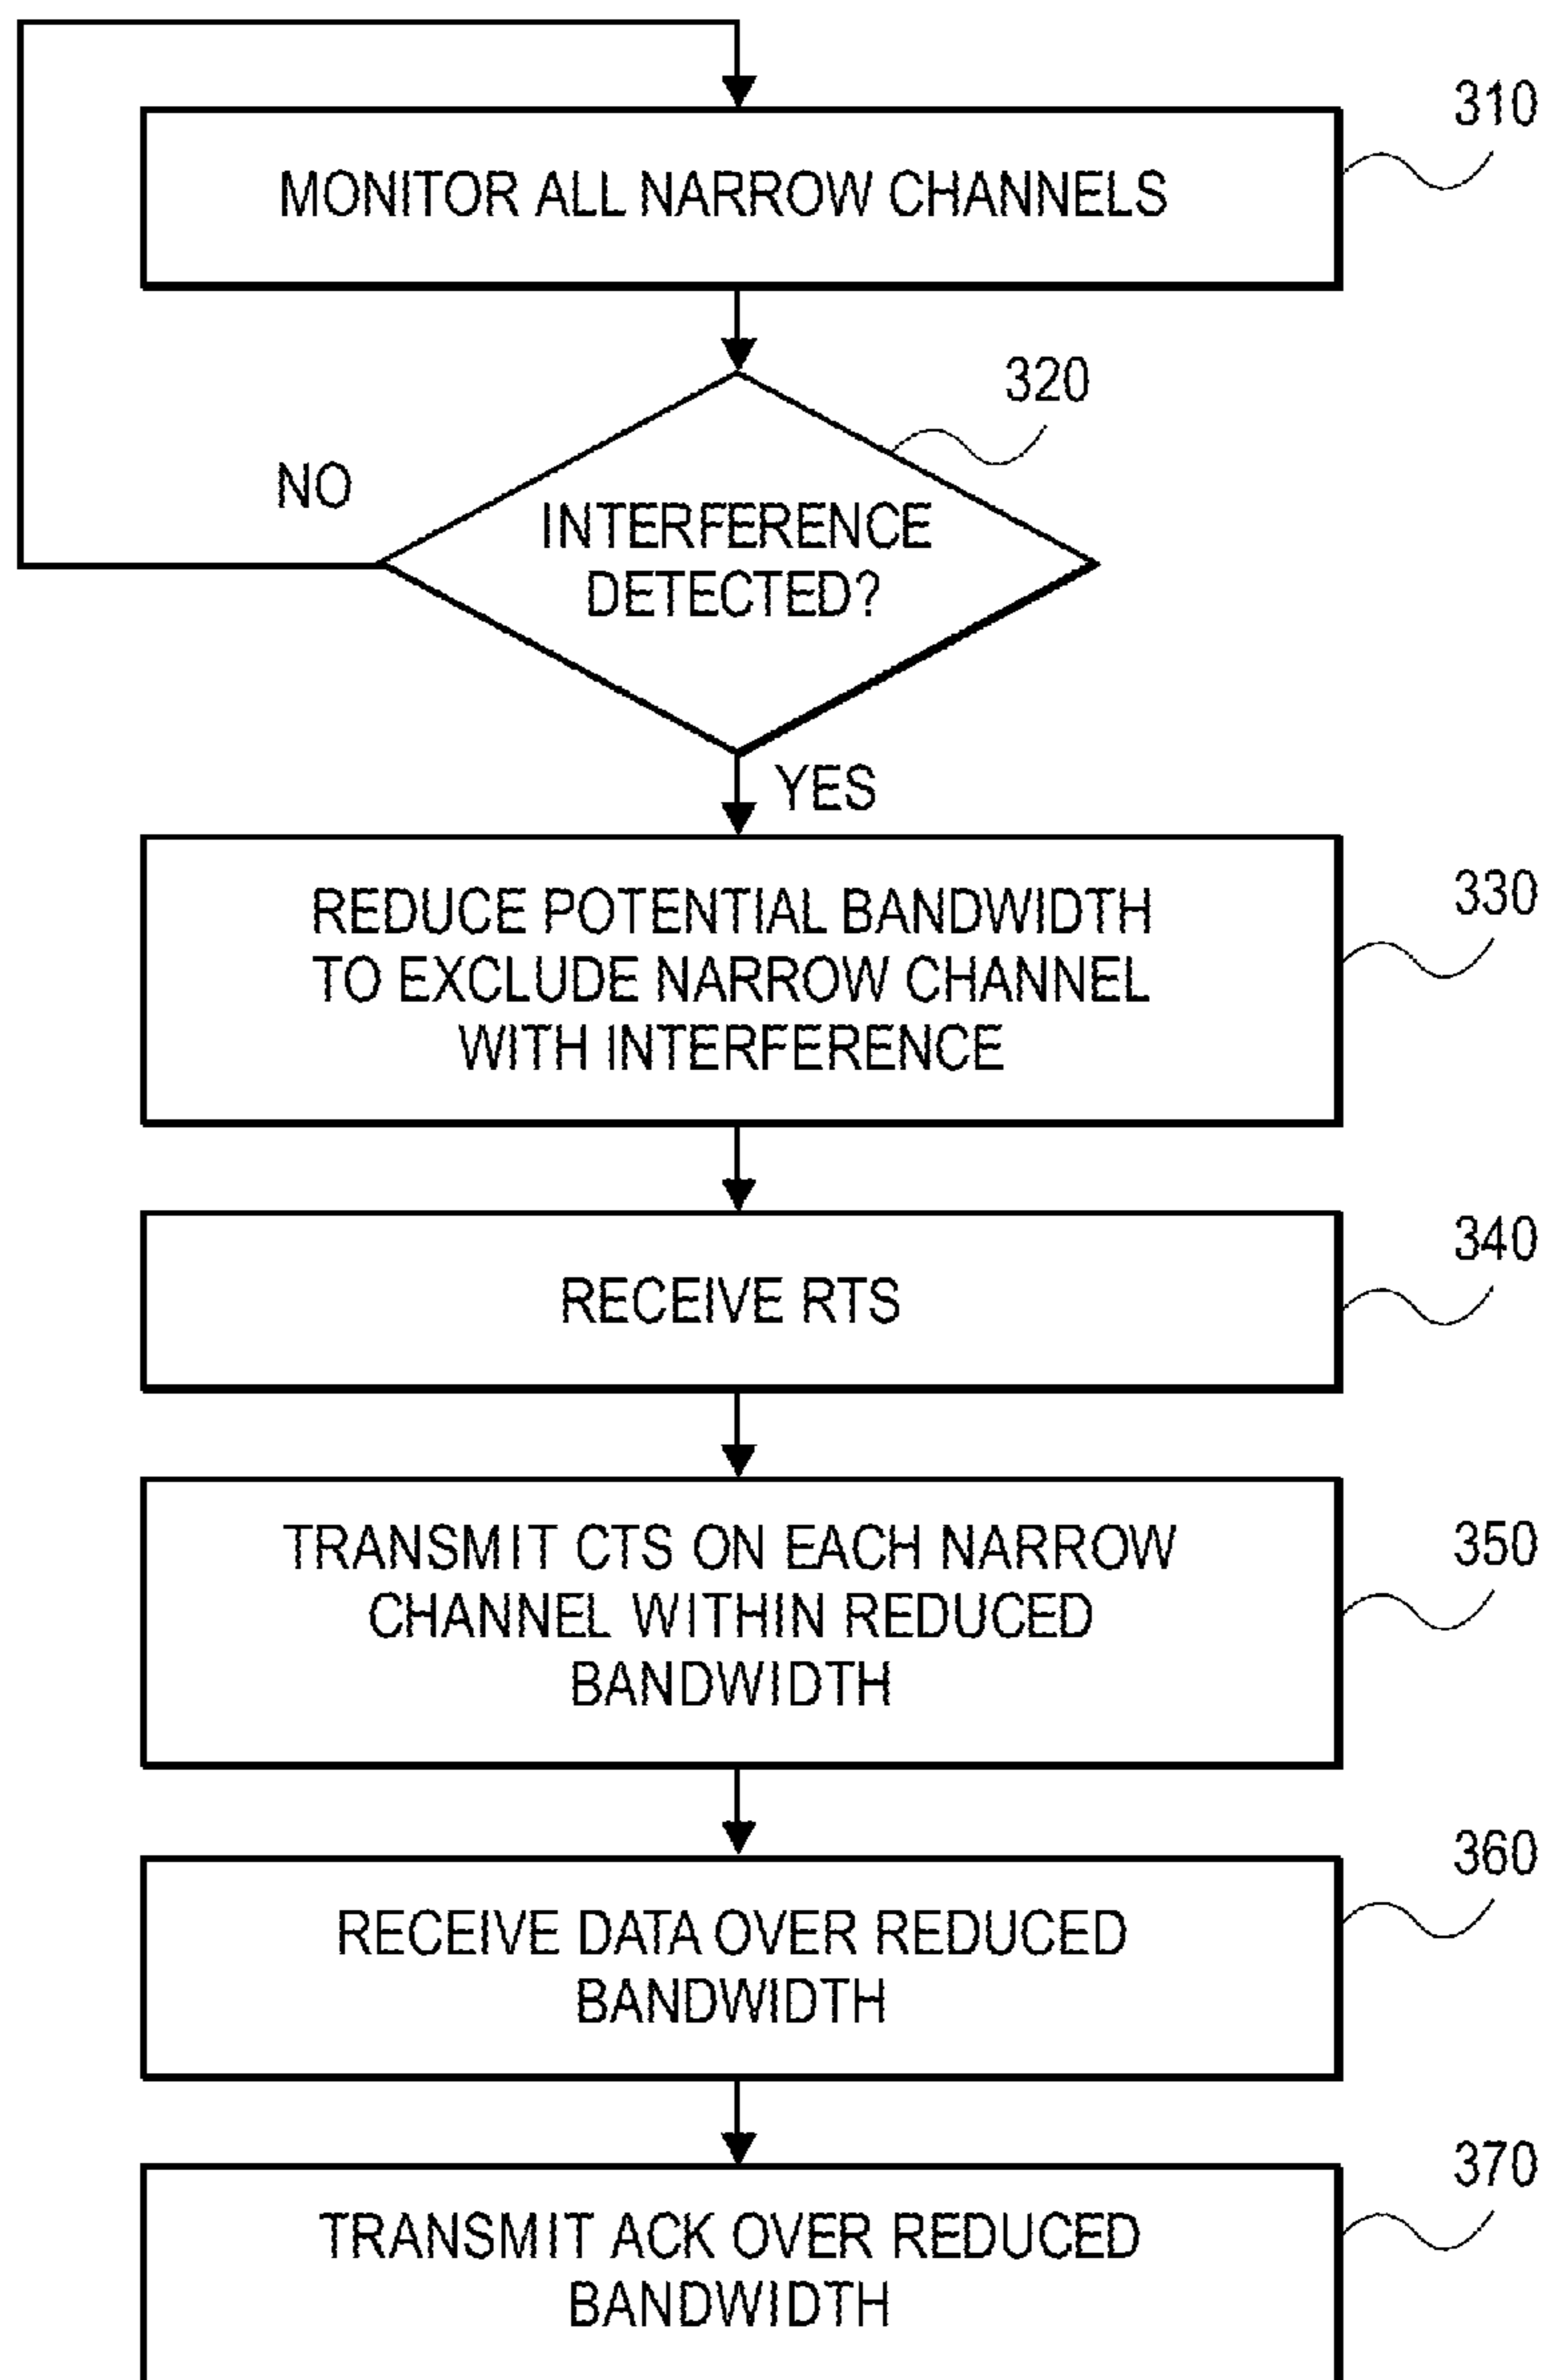 310
MONITOR ALL NARROW CHANNELS
320
NO
INTERFERENCE
DETECTED?
YES
330
REDUCE POTENTIAL BANDWIDTH
TO EXCLUDE NARROW CHANNEL
WITH INTERFERENCE
340
RECEIVE RTS
350
TRANSMIT CTS ON EACH NARROW
CHANNEL WITHIN REDUCED
BANDWIDTH
360
RECEIVE DATA OVER REDUCED
BANDWIDTH
370
TRANSMIT ACK OVER REDUCED
BANDWIDTH